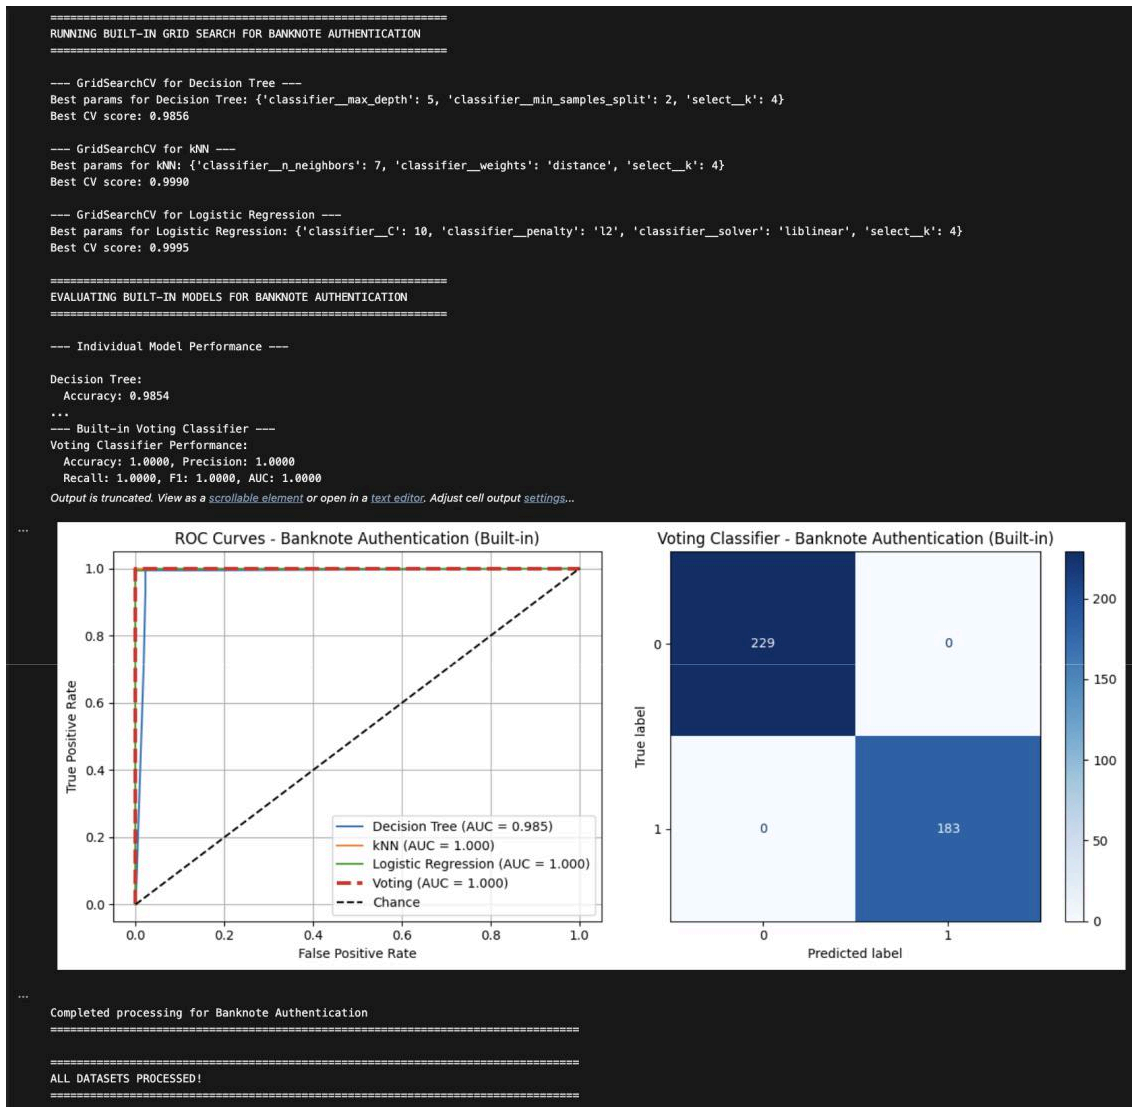 ============================================================
RUNNING BUILT-IN GRID SEARCH FOR BANKNOTE AUTHENTICATION
============================================================
--- GridSearchCV for Decision Tree ---
Best params for Decision Tree: {'classifier__max_depth': 5, 'classifier__min_samples_split': 2, 'select__k': 4}
Best CV score: 0.9856
--- GridSearchCV for kNN ---
Best params for kNN: {'classifier__n_neighbors': 7, 'classifier__weights': 'distance', 'select__k': 4}
Best CV score: 0.9990
--- GridSearchCV for Logistic Regression ---
Best params for Logistic Regression: {'classifier__C': 10, 'classifier__penalty': 'l2', 'classifier__solver': 'liblinear', 'select__k': 4}
Best CV score: 0.9995
============================================================
EVALUATING BUILT-IN MODELS FOR BANKNOTE AUTHENTICATION
============================================================
--- Individual Model Performance ---
Decision Tree:
Accuracy: 0.9854
...
--- Built-in Voting Classifier ---
Voting Classifier Performance:
Accuracy: 1.0000, Precision: 1.0000
Recall: 1.0000, F1: 1.0000, AUC: 1.0000
Output is truncated. View as a scrollable element or open in a text editor. Adjust cell output settings...
...
ROC Curves - Banknote Authentication (Built-in)
1.0
0.8
0.6
0.4
0.2
0.0
True Positive Rate
Decision Tree (AUC = 0.985)
kNN (AUC = 1.000)
Logistic Regression (AUC = 1.000)
Voting (AUC = 1.000)
Chance
0.0 0.2 0.4 0.6 0.8 1.0
False Positive Rate
Voting Classifier - Banknote Authentication (Built-in)
True label
0
1
229 0
0 183
0 1
Predicted label
200
150
100
50
0
...
Completed processing for Banknote Authentication
================================================================================
================================================================================
ALL DATASETS PROCESSED!
================================================================================